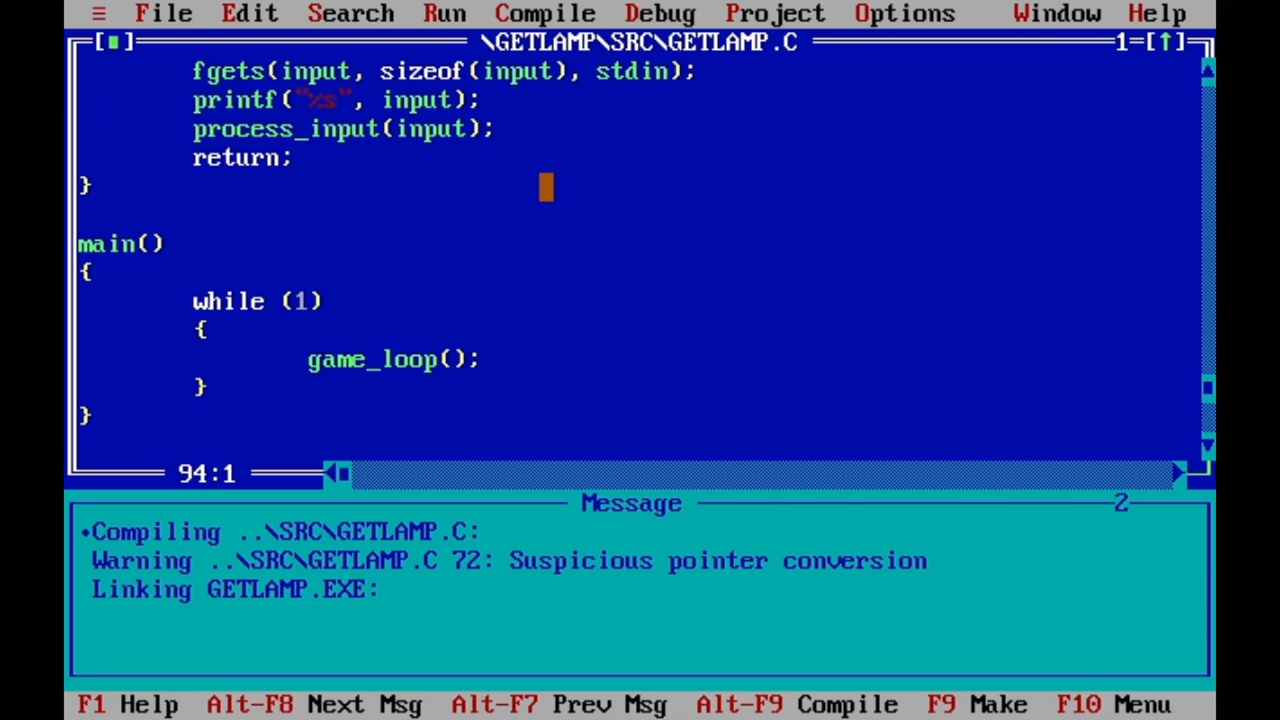 ≡ File Edit Search Run Compile Debug Project Options Window Help
[■] \GETLAMP\SRC\GETLAMP.C 1=[↑]
fgets(input, sizeof(input), stdin);
printf("%s", input);
process_input(input);
return;
}
main()
{
while (1)
{
game_loop();
}
}
94:1
Message 2
•Compiling ..\SRC\GETLAMP.C:
Warning ..\SRC\GETLAMP.C 72: Suspicious pointer conversion
Linking GETLAMP.EXE:
F1 Help Alt-F8 Next Msg Alt-F7 Prev Msg Alt-F9 Compile F9 Make F10 Menu